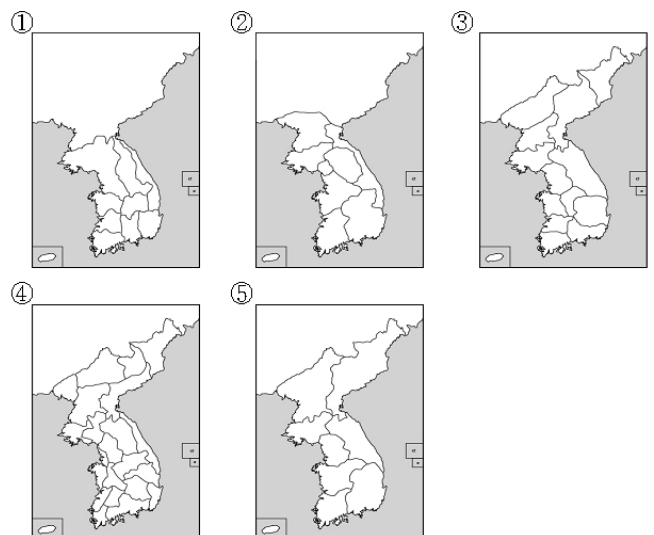 ① ② ③
④ ⑤